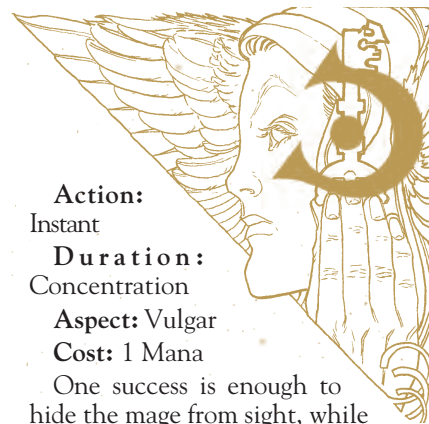 Action:
Instant
Duration:
Concentration
Aspect: Vulgar
Cost: 1 Mana
One success is enough to
hide the mage from sight, while